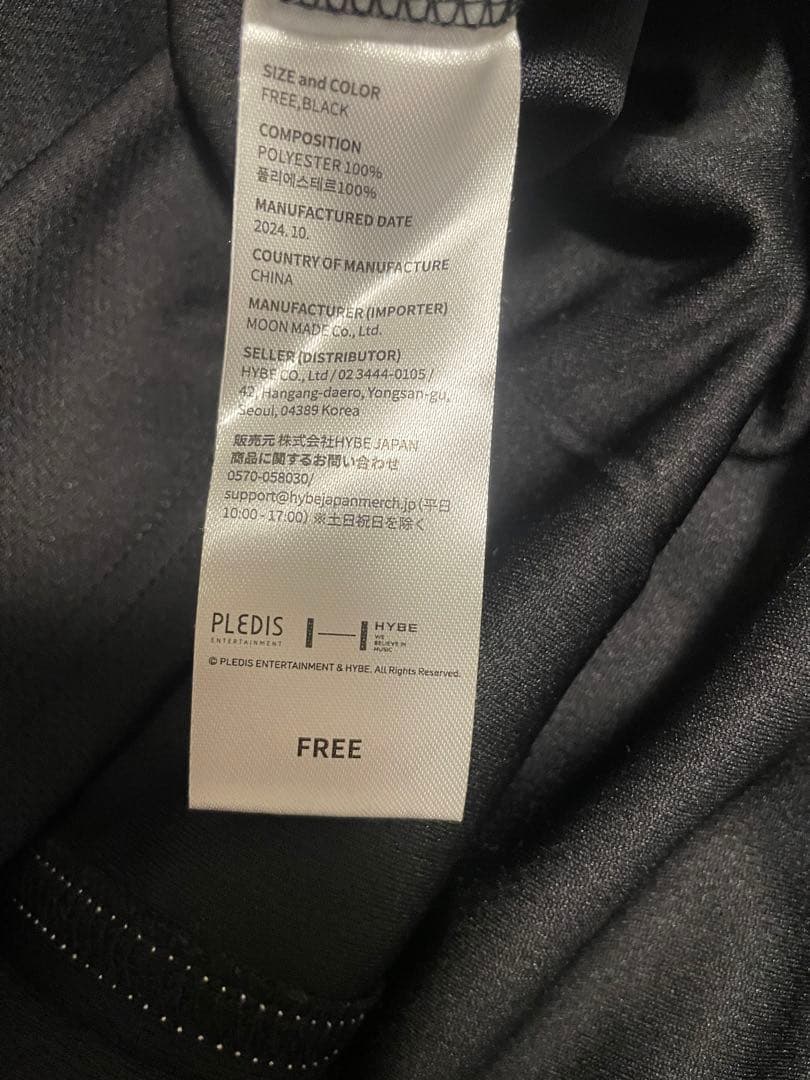 SIZE and COLOR
FREE,BLACK
COMPOSITION
POLYESTER 100%
폴리에스테르100%
MANUFACTURED DATE
2024. 10.
COUNTRY OF MANUFACTURE
CHINA
MANUFACTURER (IMPORTER)
MOON MADE Co., Ltd.
SELLER (DISTRIBUTOR)
HYBE CO., Ltd / 02 3444-0105 /
42, Hangang-daero, Yongsan-gu,
Seoul, 04389 Korea
販売元 株式会社HYBE JAPAN
商品に関するお問い合わせ
0570-058030/
support@hybejapanmerch.jp (平日
10:00 - 17:00) ※土日祝日を除く
PLEDIS
ENTERTAINMENT
HYBE
WE
BELIEVE IN
MUSIC
© PLEDIS ENTERTAINMENT & HYBE. All Rights Reserved.
FREE